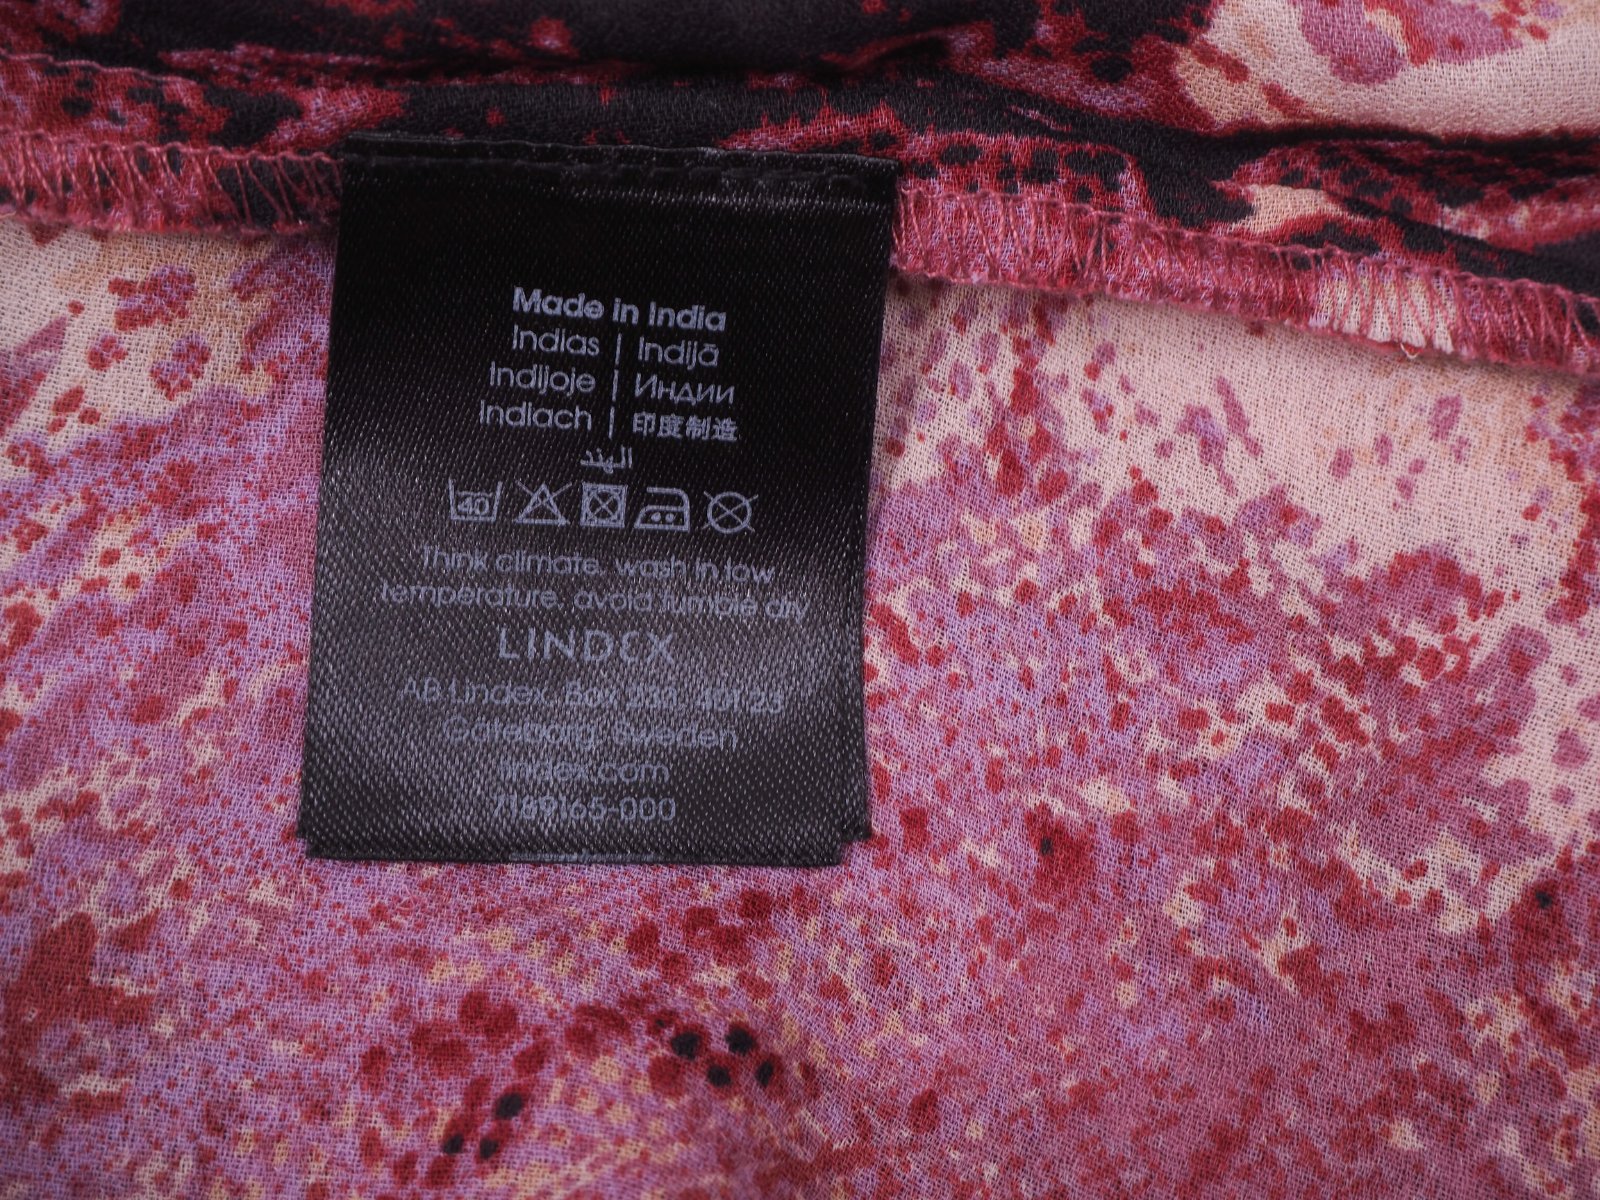 Made in India
Indias | Indijā
Indijoje | Индии
Indiach | 印度制造
الهند
40
Think climate, wash in low
temperature, avoid tumble dry
LINDEX
AB Lindex, Box 233, 401 23
Göteborg Sweden
lindex.com
7189165-000